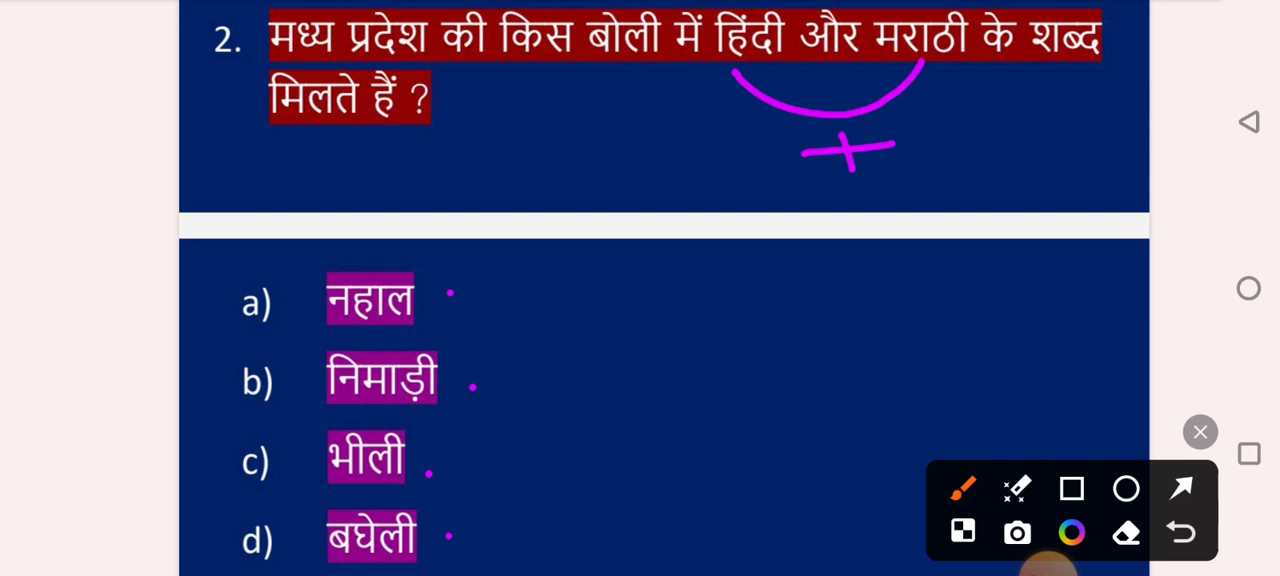 2. मध्य प्रदेश की किस बोली में हिंदी और मराठी के शब्द
मिलते हैं ?
a) नहाल
b) निमाड़ी
c) भीली
d) बघेली